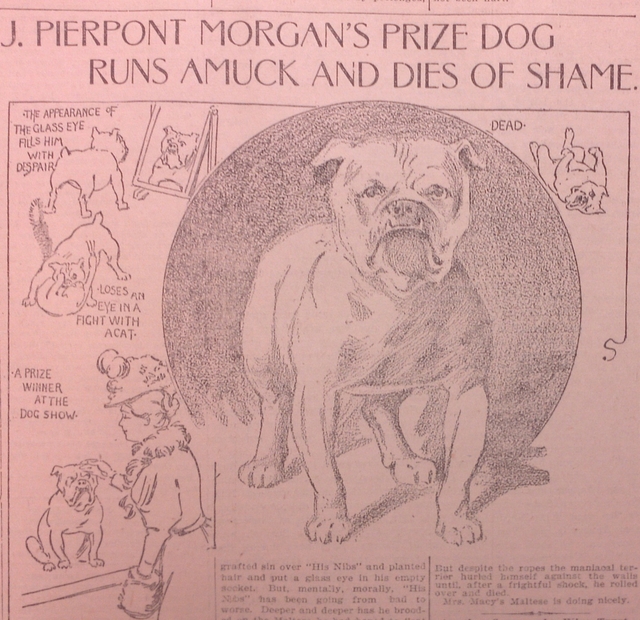 J. PIERPONT MORGAN'S PRIZE DOG
RUNS AMUCK AND DIES OF SHAME.
·THE APPEARANCE OF
THE GLASS EYE
FILLS HIM
WITH
DESPAIR
DEAD·
·LOSES AN
EYE IN A
FIGHT WITH
A CAT·
·A PRIZE
WINNER
AT THE
DOG SHOW·
grafted sin over "His Nibs" and planted
hair and put a glass eye in his empty
socket. But, mentally, morally, "His
Nibs" has been going from bad to
worse. Deeper and deeper has he brood-
But despite the ropes the maniacal ter-
rier hurled himself against the walls
until, after a frightful shock, he rolled
over and died.
Mrs. Macy's Maltese is doing nicely.